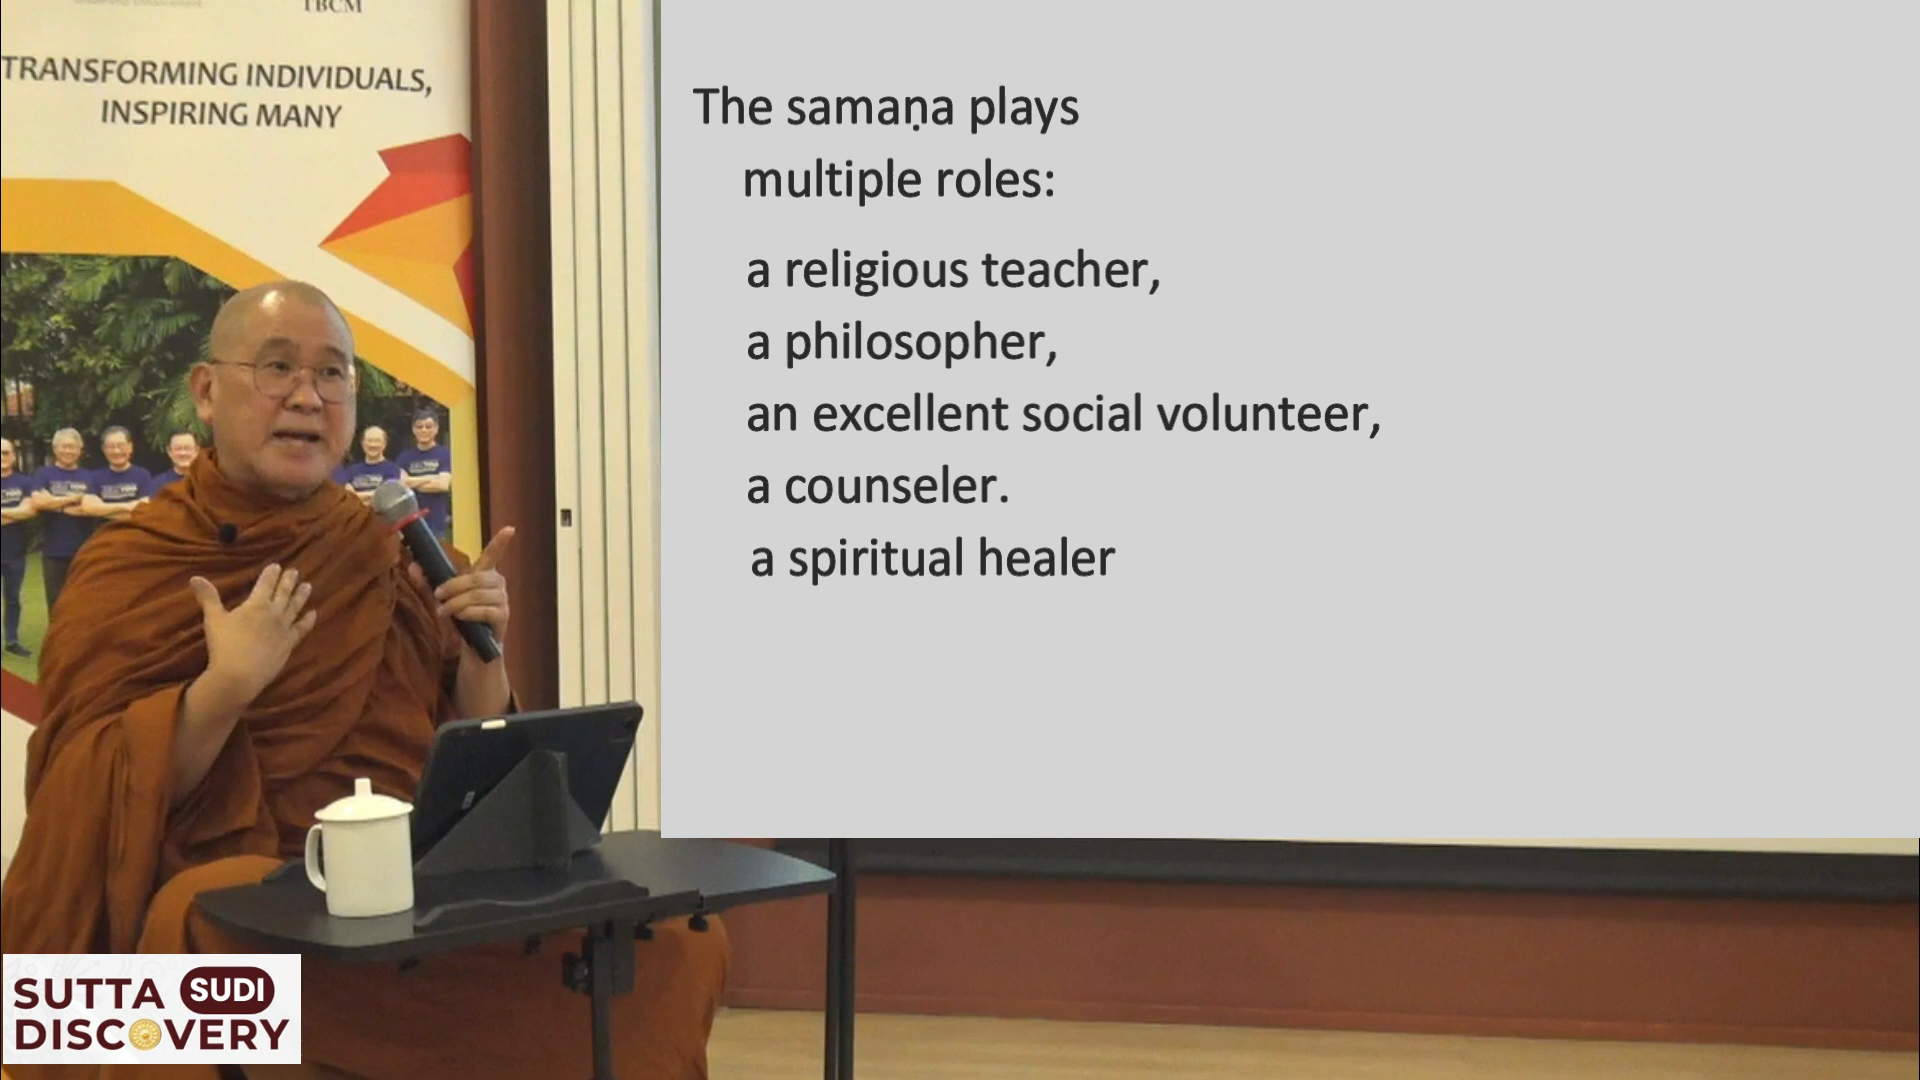 TBCM
TRANSFORMING INDIVIDUALS,
INSPIRING MANY
The samaṇa plays
multiple roles:
a religious teacher,
a philosopher,
an excellent social volunteer,
a counseler.
a spiritual healer
SUTTA SUDI
DISCOVERY